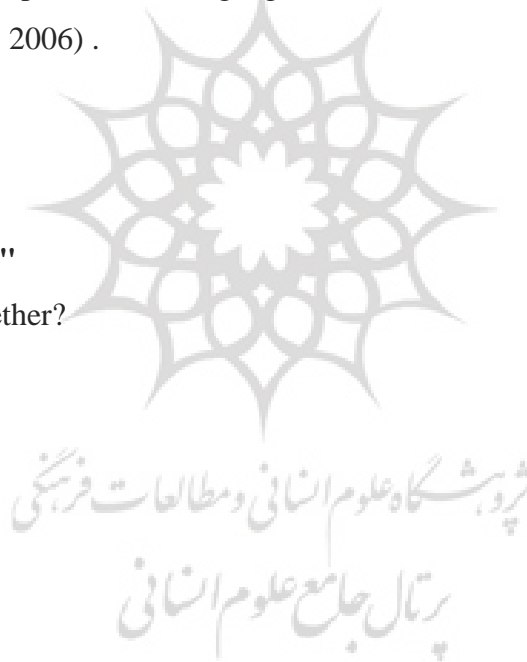 2006) .
"
ether?
پژوهشگاه علوم انسانی و مطالعات فرهنگی
پرتال جامع علوم انسانی